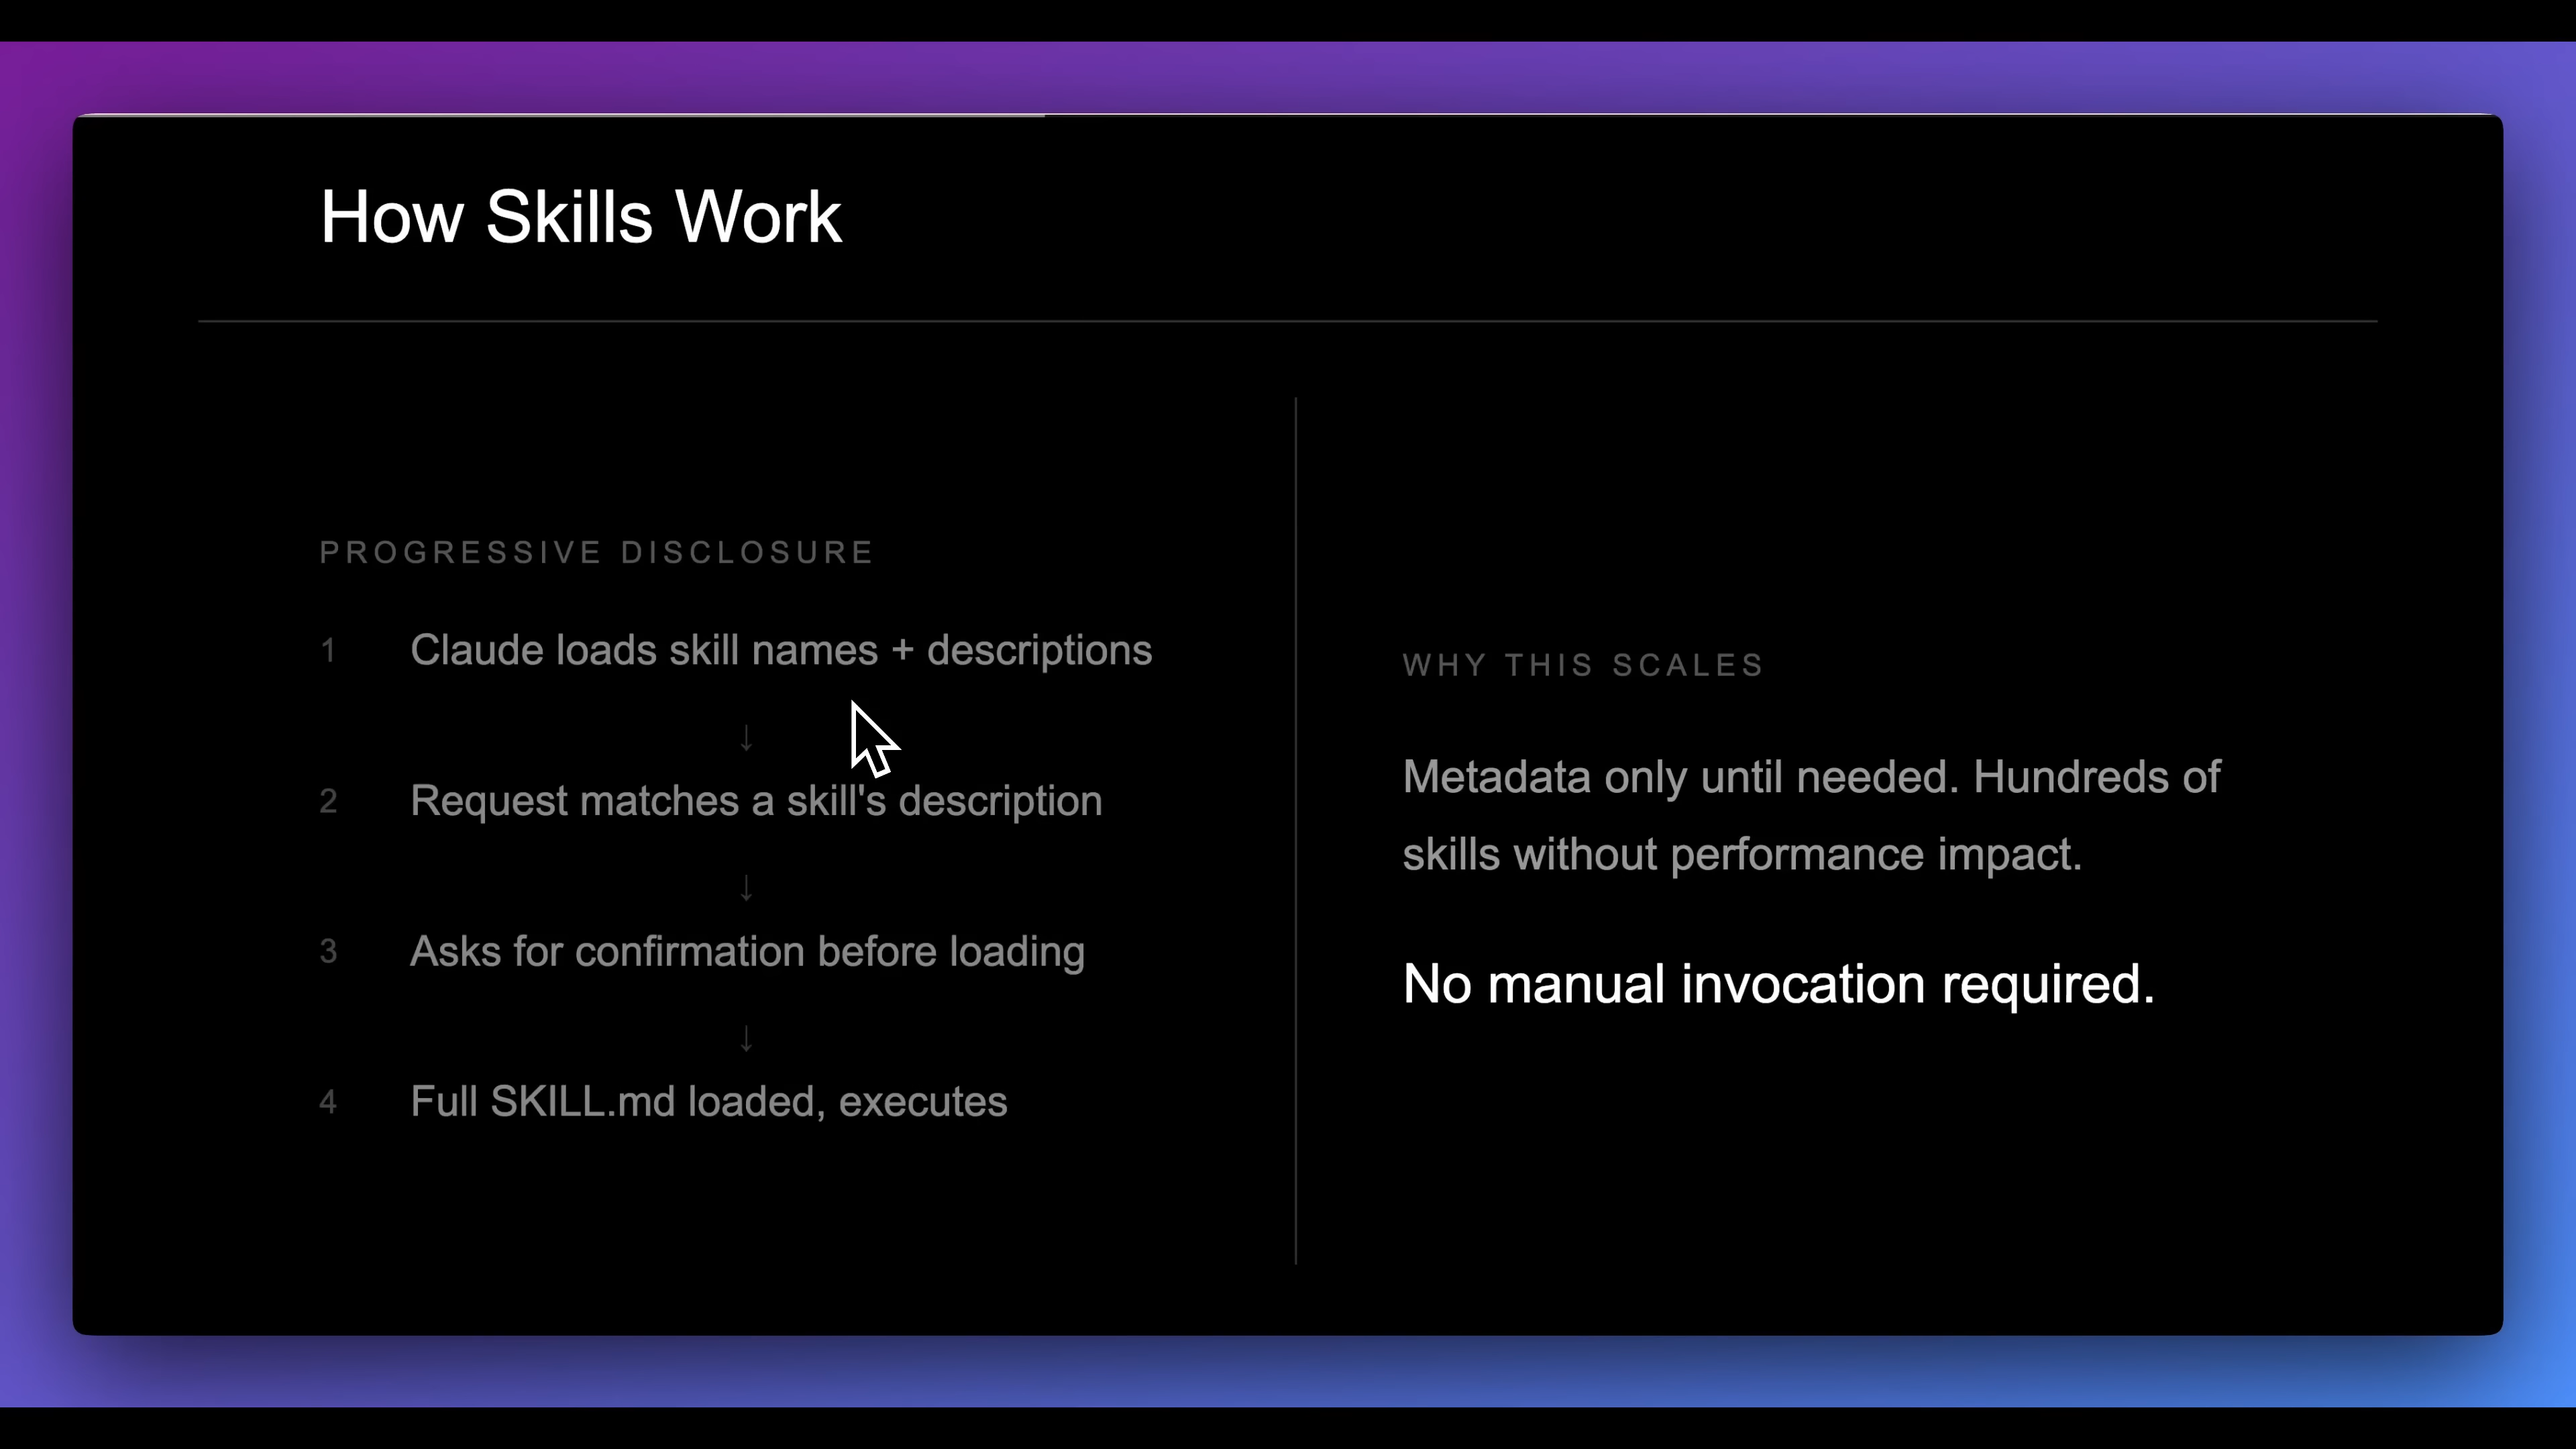 How Skills Work
PROGRESSIVE DISCLOSURE
1 Claude loads skill names + descriptions
↓
2 Request matches a skill's description
↓
3 Asks for confirmation before loading
↓
4 Full SKILL.md loaded, executes
WHY THIS SCALES
Metadata only until needed. Hundreds of
skills without performance impact.
No manual invocation required.